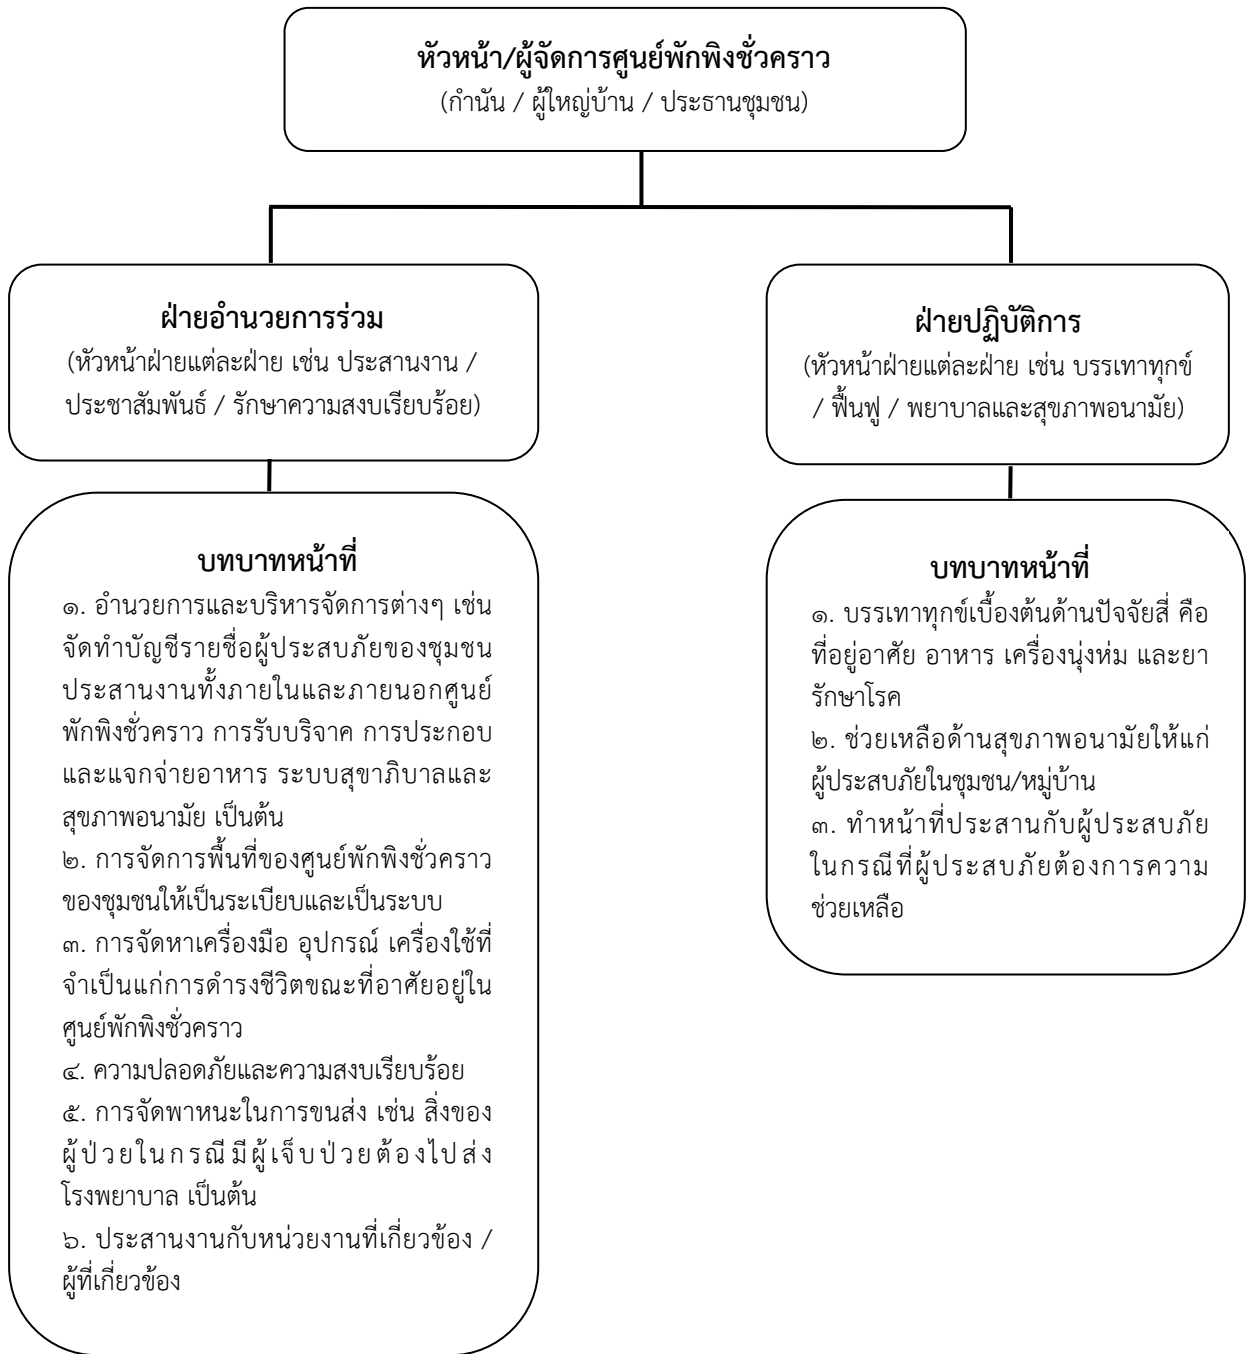 หัวหน้า/ผู้จัดการศูนย์พักพิงชั่วคราว
(กำนัน / ผู้ใหญ่บ้าน / ประธานชุมชน)
ฝ่ายอำนวยการร่วม
(หัวหน้าฝ่ายแต่ละฝ่าย เช่น ประสานงาน /
ประชาสัมพันธ์ / รักษาความสงบเรียบร้อย)
บทบาทหน้าที่
๑. อำนวยการและบริหารจัดการต่างๆ เช่น
จัดทำบัญชีรายชื่อผู้ประสบภัยของชุมชน
ประสานงานทั้งภายในและภายนอกศูนย์
พักพิงชั่วคราว การรับบริจาค การประกอบ
และแจกจ่ายอาหาร ระบบสุขาภิบาลและ
สุขภาพอนามัย เป็นต้น
๒. การจัดการพื้นที่ของศูนย์พักพิงชั่วคราว
ของชุมชนให้เป็นระเบียบและเป็นระบบ
๓. การจัดหาเครื่องมือ อุปกรณ์ เครื่องใช้ที่
จำเป็นแก่การดำรงชีวิตขณะที่อาศัยอยู่ใน
ศูนย์พักพิงชั่วคราว
๔. ความปลอดภัยและความสงบเรียบร้อย
๕. การจัดพาหนะในการขนส่ง เช่น สิ่งของ
ผู้ป่วยในกรณีมีผู้เจ็บป่วยต้องไปส่ง
โรงพยาบาล เป็นต้น
๖. ประสานงานกับหน่วยงานที่เกี่ยวข้อง /
ผู้ที่เกี่ยวข้อง
ฝ่ายปฏิบัติการ
(หัวหน้าฝ่ายแต่ละฝ่าย เช่น บรรเทาทุกข์
/ ฟื้นฟู / พยาบาลและสุขภาพอนามัย)
บทบาทหน้าที่
๑. บรรเทาทุกข์เบื้องต้นด้านปัจจัยสี่ คือ
ที่อยู่อาศัย อาหาร เครื่องนุ่งห่ม และยา
รักษาโรค
๒. ช่วยเหลือด้านสุขภาพอนามัยให้แก่
ผู้ประสบภัยในชุมชน/หมู่บ้าน
๓. ทำหน้าที่ประสานกับผู้ประสบภัย
ในกรณีที่ผู้ประสบภัยต้องการความ
ช่วยเหลือ